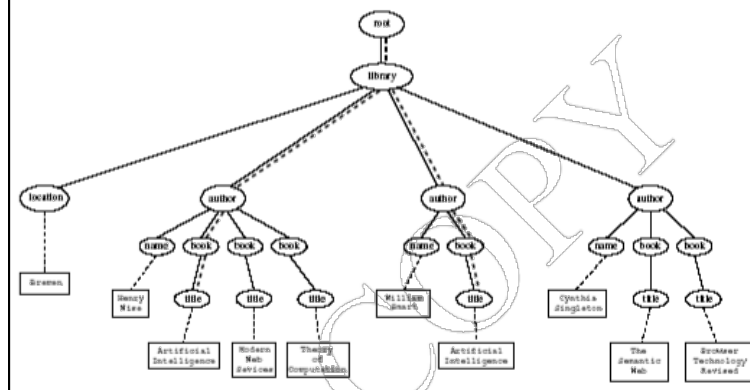 root
library
location
author
author
author
name
book
book
book
name
book
name
book
book
Bremen
Henry
Wise
title
title
title
William
Smart
title
Cynthia
Singleton
title
title
Artificial
Intelligence
Modern
Web
Sevices
Theory
of
Computation
Artificial
Intelligence
The
Semantic
Web
Browser
Technology
Revised
COPY